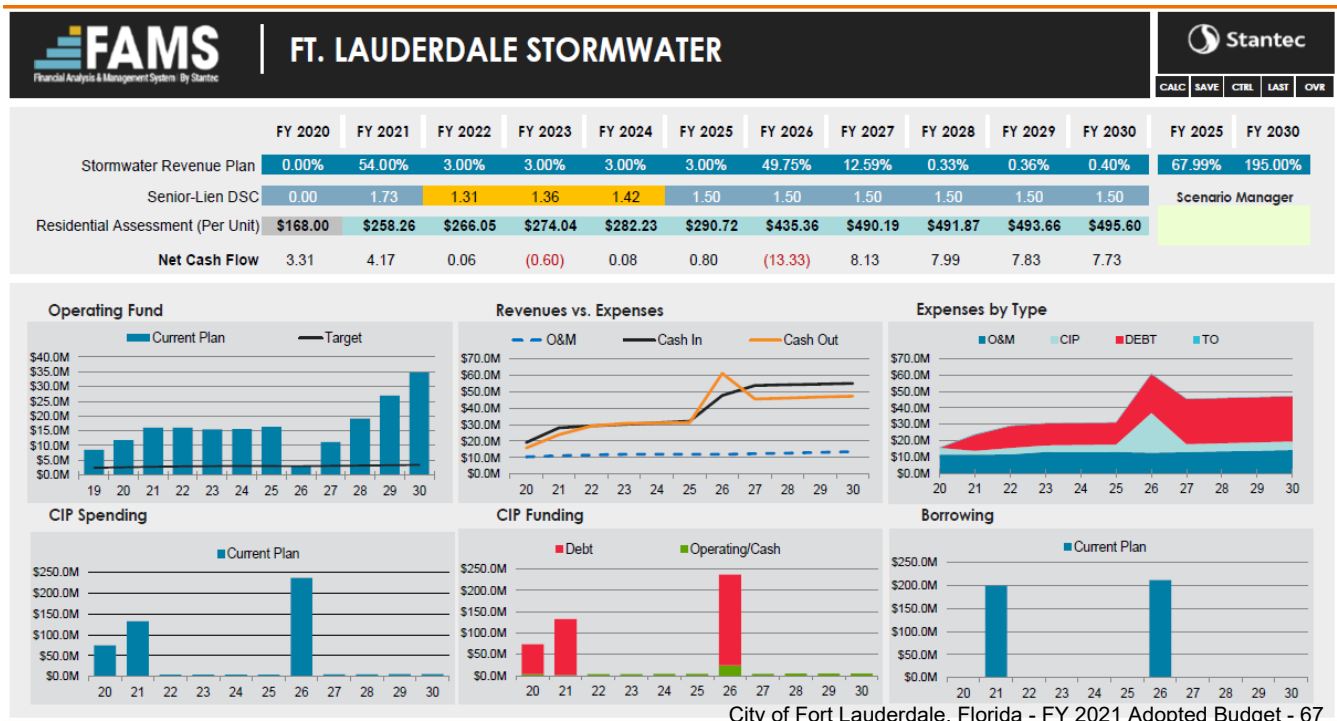 FAMS
Financial Analysis & Management System | By Stantec
FT. LAUDERDALE STORMWATER
Stantec
CALC SAVE CTRL LAST OVR
FY 2020 FY 2021 FY 2022 FY 2023 FY 2024 FY 2025 FY 2026 FY 2027 FY 2028 FY 2029 FY 2030 FY 2025 FY 2030
Stormwater Revenue Plan 0.00% 54.00% 3.00% 3.00% 3.00% 3.00% 49.75% 12.59% 0.33% 0.36% 0.40% 67.99% 195.00%
Senior-Lien DSC 0.00 1.73 1.31 1.36 1.42 1.50 1.50 1.50 1.50 1.50 1.50 Scenario Manager
Residential Assessment (Per Unit) $168.00 $258.26 $266.05 $274.04 $282.23 $290.72 $435.36 $490.19 $491.87 $493.66 $495.60
Net Cash Flow 3.31 4.17 0.06 (0.60) 0.08 0.80 (13.33) 8.13 7.99 7.83 7.73
Operating Fund
Current Plan Target
$40.0M
$35.0M
$30.0M
$25.0M
$20.0M
$15.0M
$10.0M
$5.0M
$0.0M
19 20 21 22 23 24 25 26 27 28 29 30
Revenues vs. Expenses
O&M Cash In Cash Out
$70.0M
$60.0M
$50.0M
$40.0M
$30.0M
$20.0M
$10.0M
$0.0M
20 21 22 23 24 25 26 27 28 29 30
Expenses by Type
O&M CIP DEBT TO
$70.0M
$60.0M
$50.0M
$40.0M
$30.0M
$20.0M
$10.0M
$0.0M
20 21 22 23 24 25 26 27 28 29 30
CIP Spending
Current Plan
$250.0M
$200.0M
$150.0M
$100.0M
$50.0M
$0.0M
20 21 22 23 24 25 26 27 28 29 30
CIP Funding
Debt Operating/Cash
$250.0M
$200.0M
$150.0M
$100.0M
$50.0M
$0.0M
20 21 22 23 24 25 26 27 28 29 30
Borrowing
Current Plan
$250.0M
$200.0M
$150.0M
$100.0M
$50.0M
$0.0M
20 21 22 23 24 25 26 27 28 29 30
City of Fort Lauderdale, Florida - FY 2021 Adopted Budget - 67